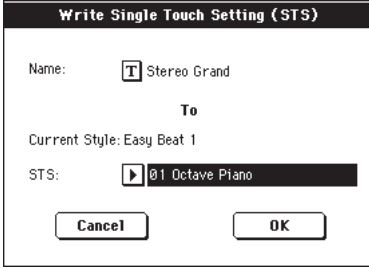 Write Single Touch Setting (STS)
Name: T Stereo Grand
To
Current Style: Easy Beat 1
STS: 01 Octave Piano
Cancel OK